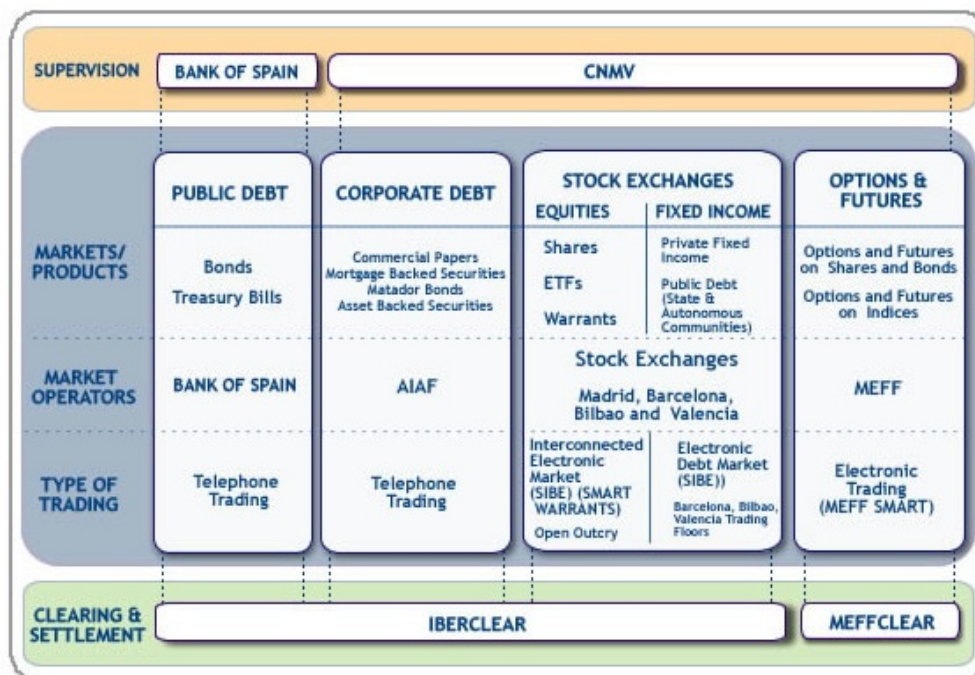 SUPERVISION
BANK OF SPAIN
CNMV
MARKETS/
PRODUCTS
PUBLIC DEBT
Bonds
Treasury Bills
CORPORATE DEBT
Commercial Papers
Mortgage Backed Securities
Matador Bonds
Asset Backed Securities
STOCK EXCHANGES
EQUITIES
Shares
ETFs
Warrants
FIXED INCOME
Private Fixed
Income
Public Debt
(State &
Autonomous
Communities)
OPTIONS &
FUTURES
Options and Futures
on Shares and Bonds
Options and Futures
on Indices
MARKET
OPERATORS
BANK OF SPAIN
AIAF
Stock Exchanges
Madrid, Barcelona,
Bilbao and Valencia
MEFF
TYPE OF
TRADING
Telephone
Trading
Telephone
Trading
Interconnected
Electronic
Market
(SIBE) (SMART
WARRANTS)
Open Outcry
Electronic
Debt Market
(SIBE))
Barcelona, Bilbao,
Valencia Trading
Floors
Electronic
Trading
(MEFF SMART)
CLEARING &
SETTLEMENT
IBERCLEAR
MEFFCLEAR